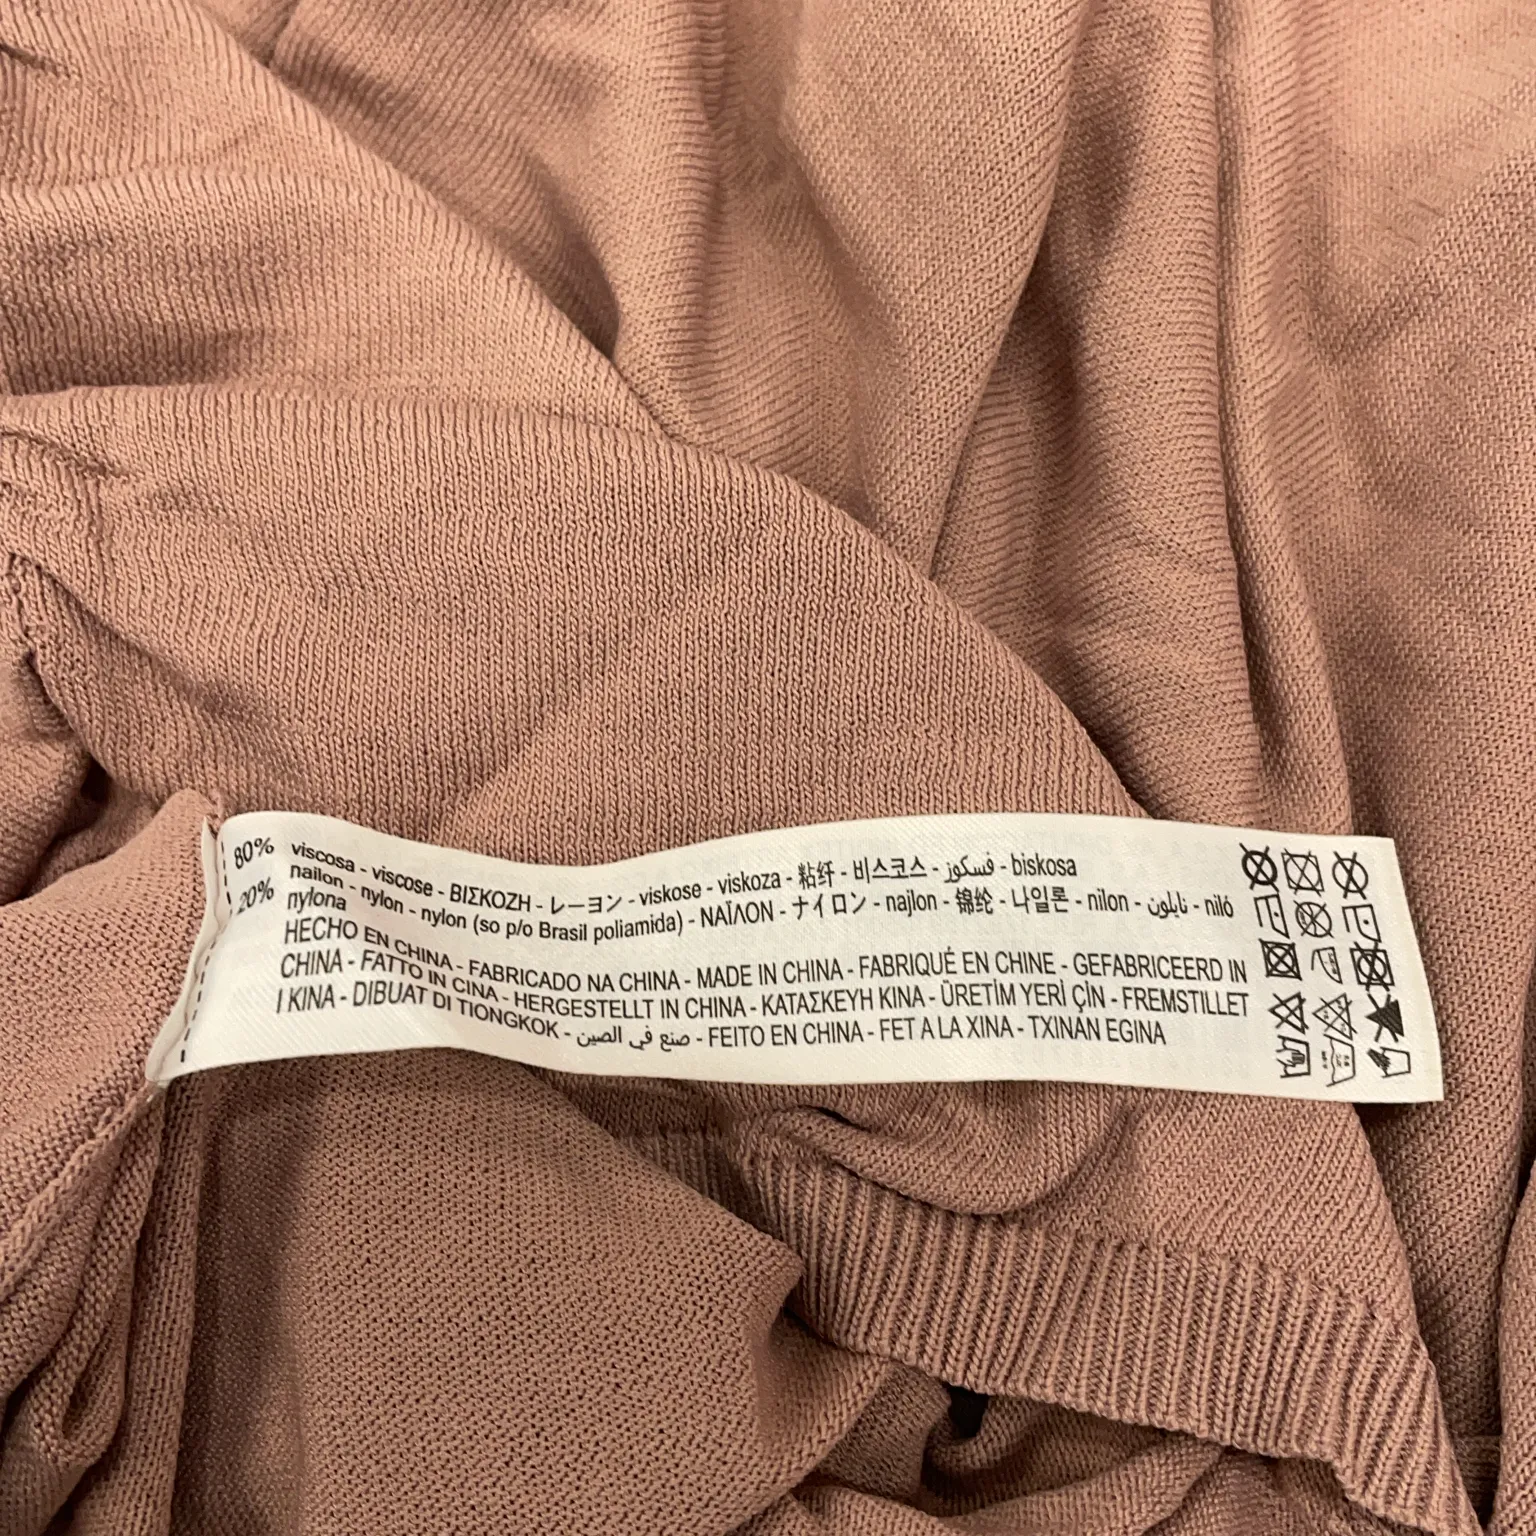 80% viscosa - viscose - ΒΙΣΚΟΖΗ - レーヨン - viskose - viskoza - 粘纤 - 비스코스 - فسكوز - biskosa
20% nailon - nylon - nylon (so p/o Brasil poliamida) - ΝΑΪΛΟΝ - ナイロン - najlon - 锦纶 - 나일론 - nilon - نايلون - niló
nylona
HECHO EN CHINA - FABRICADO NA CHINA - MADE IN CHINA - FABRIQUÉ EN CHINE - GEFABRICEERD IN
CHINA - FATTO IN CINA - HERGESTELLT IN CHINA - ΚΑΤΑΣΚΕΥΗ ΚΙΝΑ - ÜRETİM YERİ ÇİN - FREMSTILLET
I KINA - DIBUAT DI TIONGKOK - صنع في الصين - FEITO EN CHINA - FET A LA XINA - TXINAN EGINA